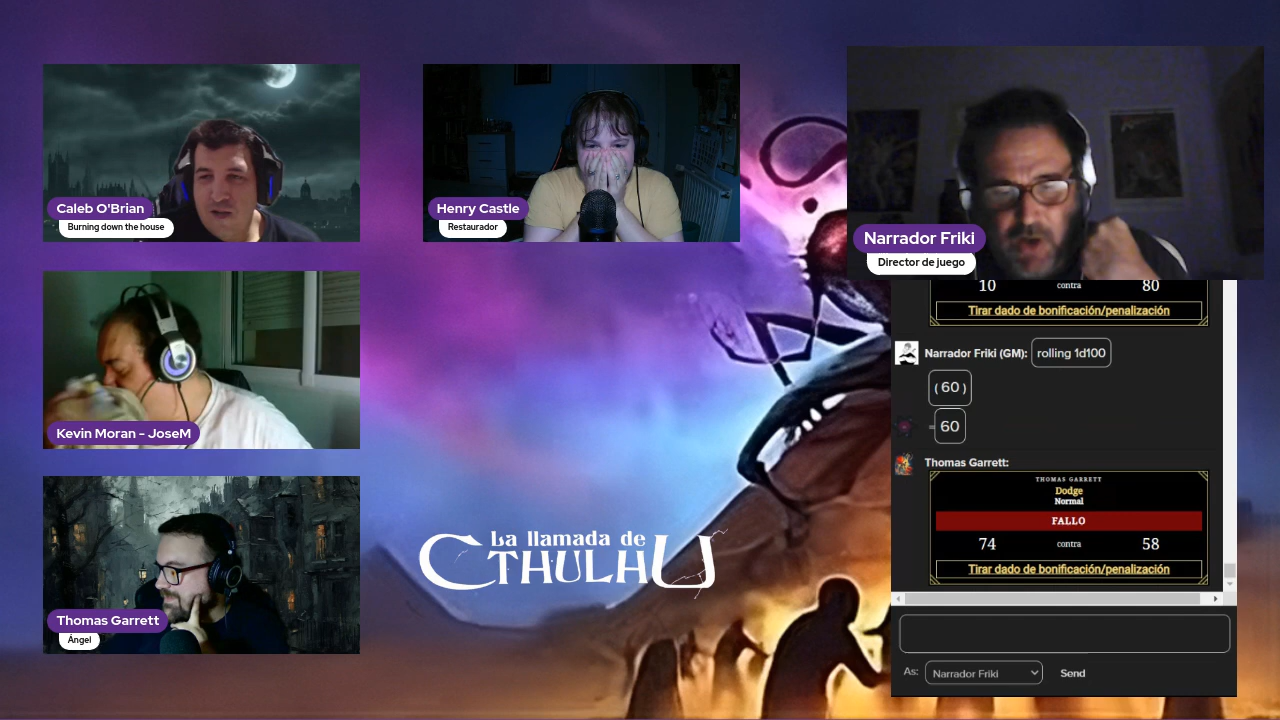 Caleb O'Brian
Burning down the house
Henry Castle
Restaurador
Narrador Friki
Director de juego
Kevin Moran - JoseM
Thomas Garrett
Ángel
La llamada de
CTHULHU
10 contra 80
Tirar dado de bonificación/penalización
Narrador Friki (GM): rolling 1d100
(60)
=60
Thomas Garrett:
THOMAS GARRETT
Dodge
Normal
FALLO
74 contra 58
Tirar dado de bonificación/penalización
As: Narrador Friki Send